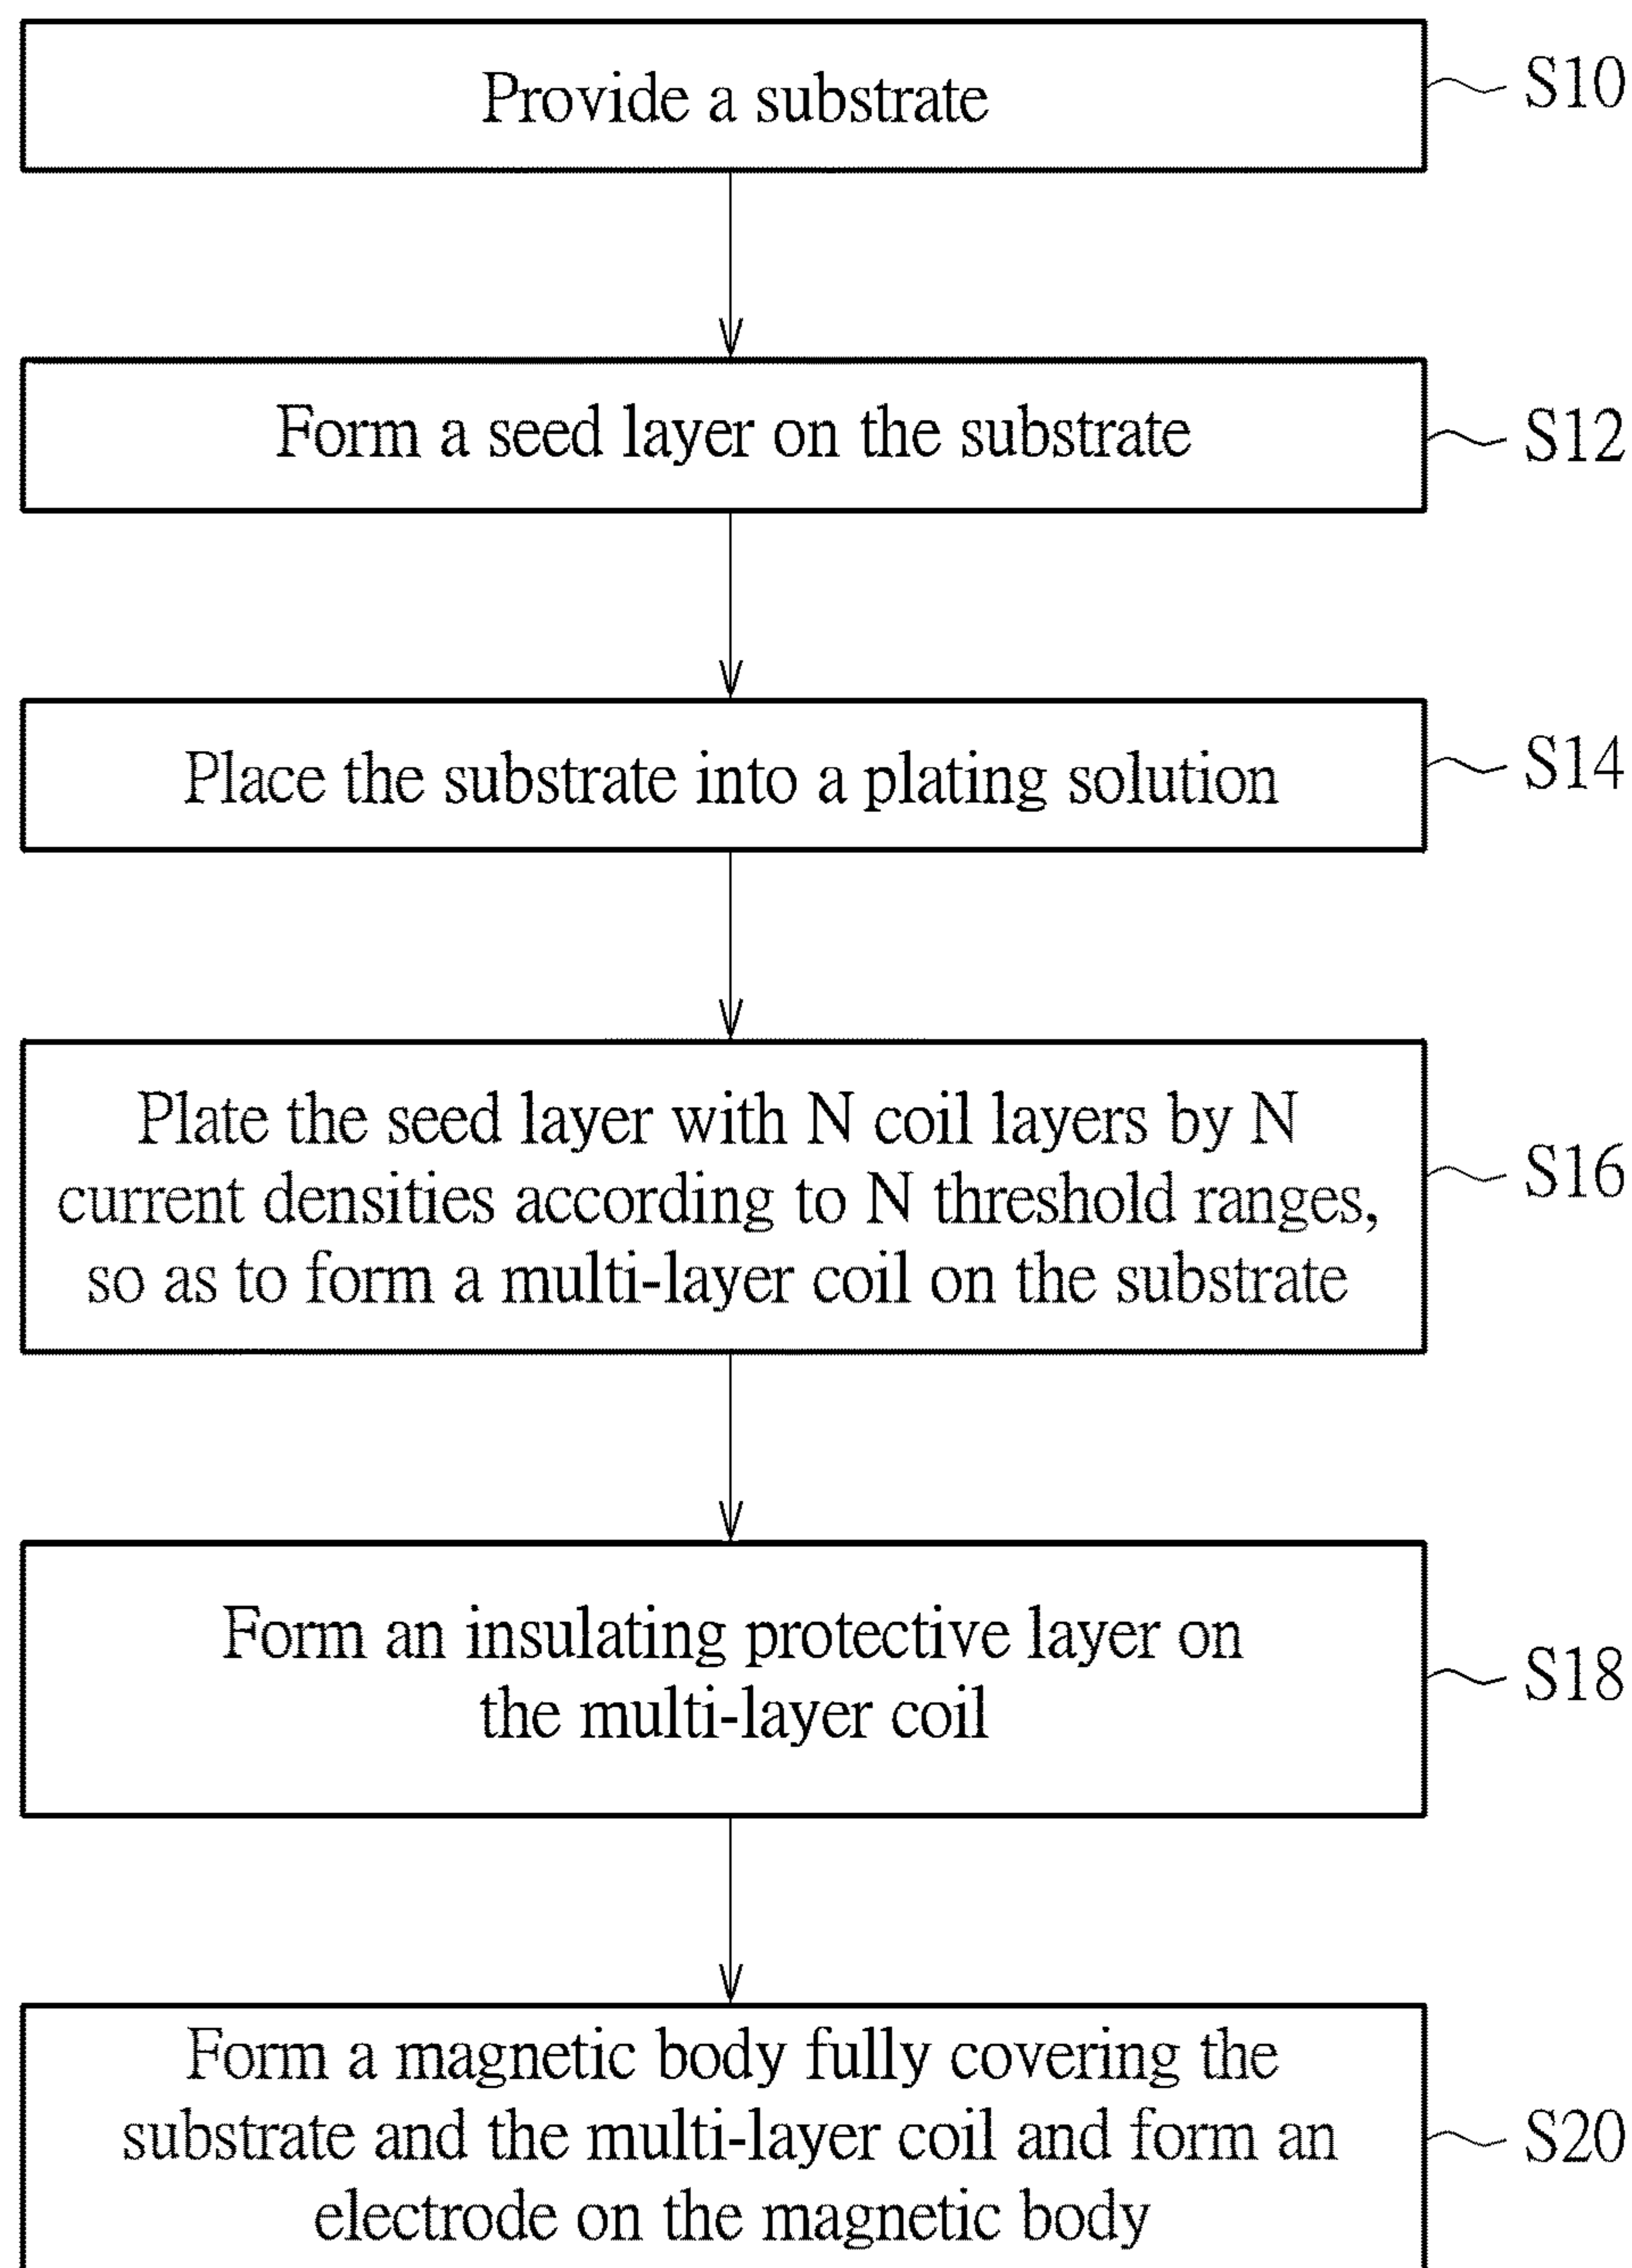 Provide a substrate
S10
Form a seed layer on the substrate
S12
Place the substrate into a plating solution
S14
Plate the seed layer with N coil layers by N
current densities according to N threshold ranges,
so as to form a multi-layer coil on the substrate
S16
Form an insulating protective layer on
the multi-layer coil
S18
Form a magnetic body fully covering the
substrate and the multi-layer coil and form an
electrode on the magnetic body
S20